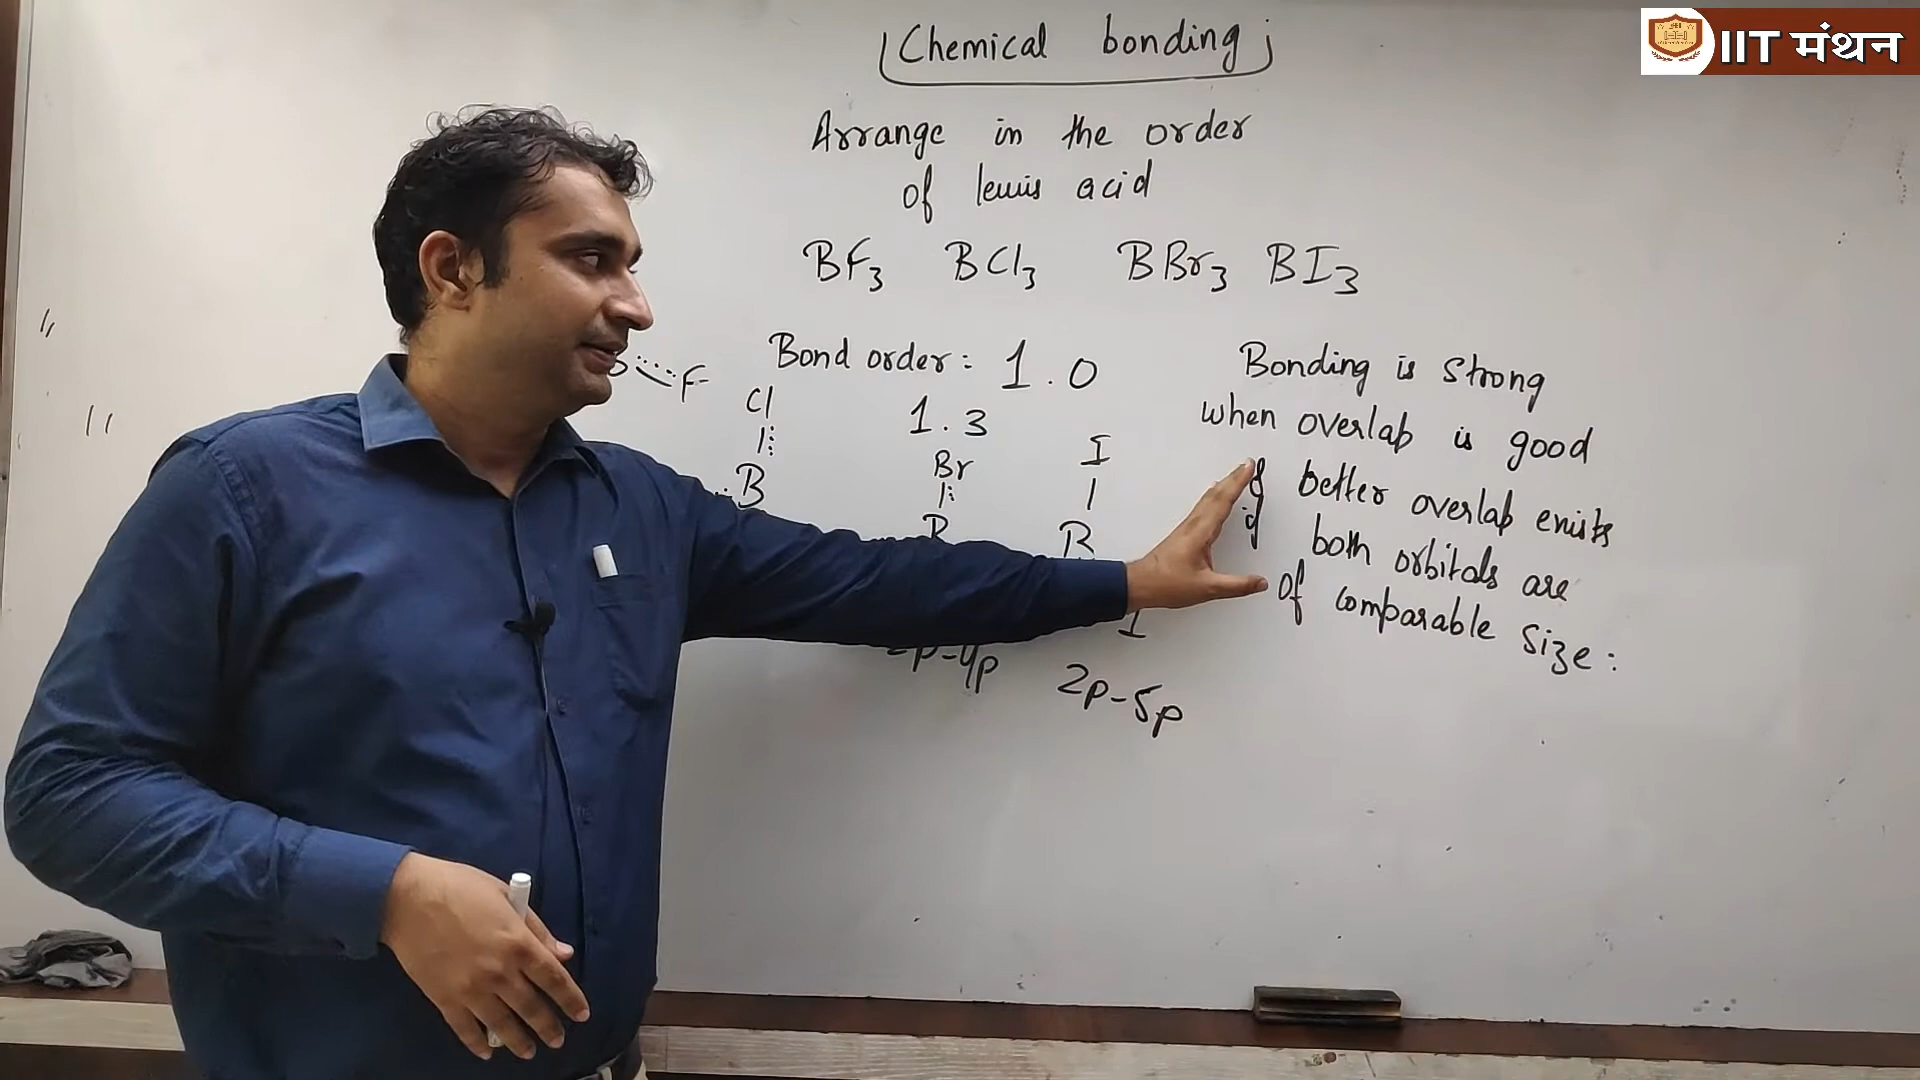 IIT मंथन
Chemical bonding
Arrange in the order
of lewis acid
BF3 BCl3 BBr3 BI3
Bond order: 1.0
1.3
F
Cl
B
Br
B
I
B
I
2p-4p
2p-5p
Bonding is strong
when overlap is good
& better overlap exists
if both orbitals are
of comparable size: